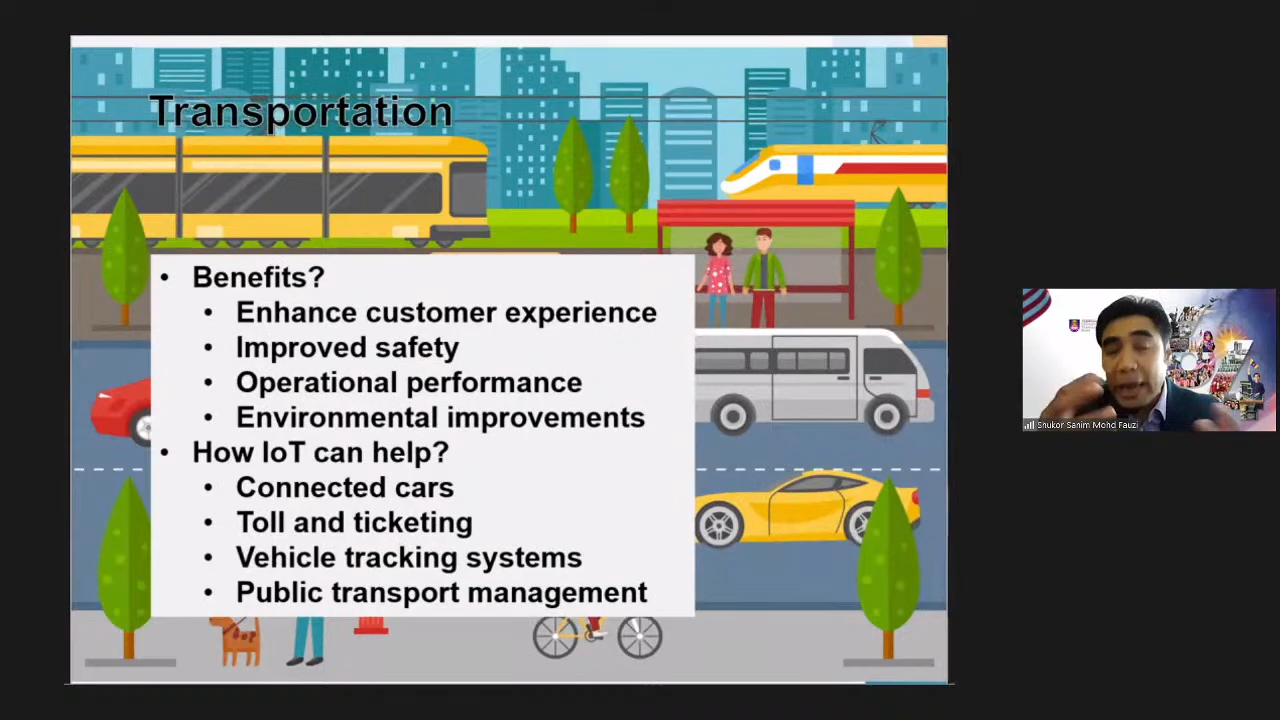 Transportation
• Benefits?
• Enhance customer experience
• Improved safety
• Operational performance
• Environmental improvements
• How IoT can help?
• Connected cars
• Toll and ticketing
• Vehicle tracking systems
• Public transport management
Shukor Sanim Mohd Fauzi